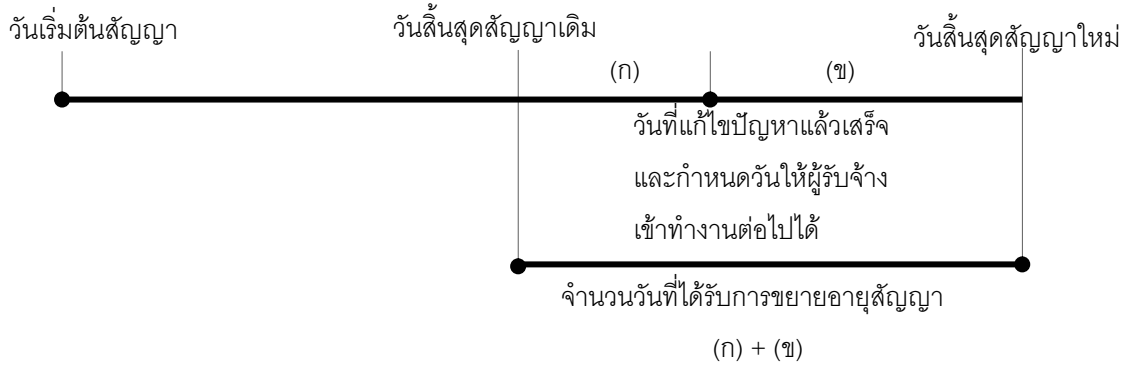 วันเริ่มต้นสัญญา
วันสิ้นสุดสัญญาเดิม
วันสิ้นสุดสัญญาใหม่
(ก)
(ข)
วันที่แก้ไขปัญหาแล้วเสร็จ
และกำหนดวันให้ผู้รับจ้าง
เข้าทำงานต่อไปได้
จำนวนวันที่ได้รับการขยายอายุสัญญา
(ก) + (ข)